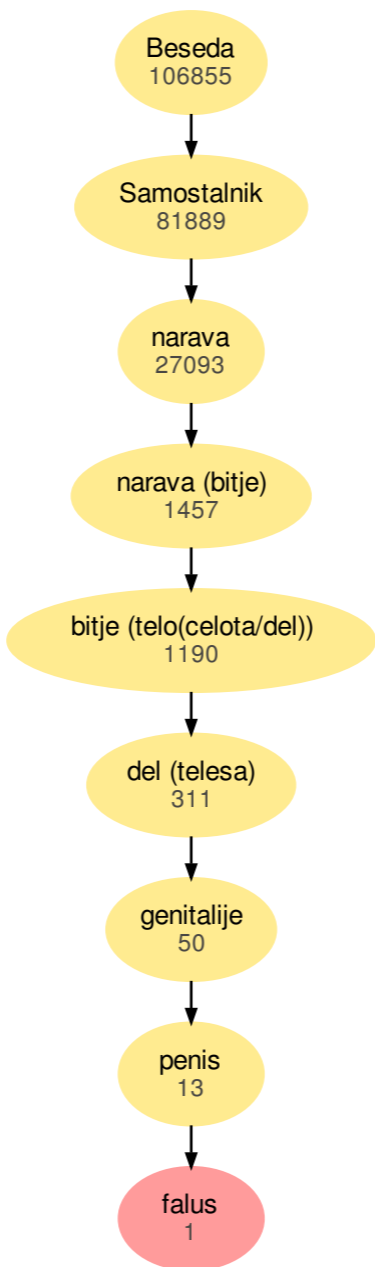 Beseda
106855
Samostalnik
81889
narava
27093
narava (bitje)
1457
bitje (telo(celota/del))
1190
del (telesa)
311
genitalije
50
penis
13
falus
1